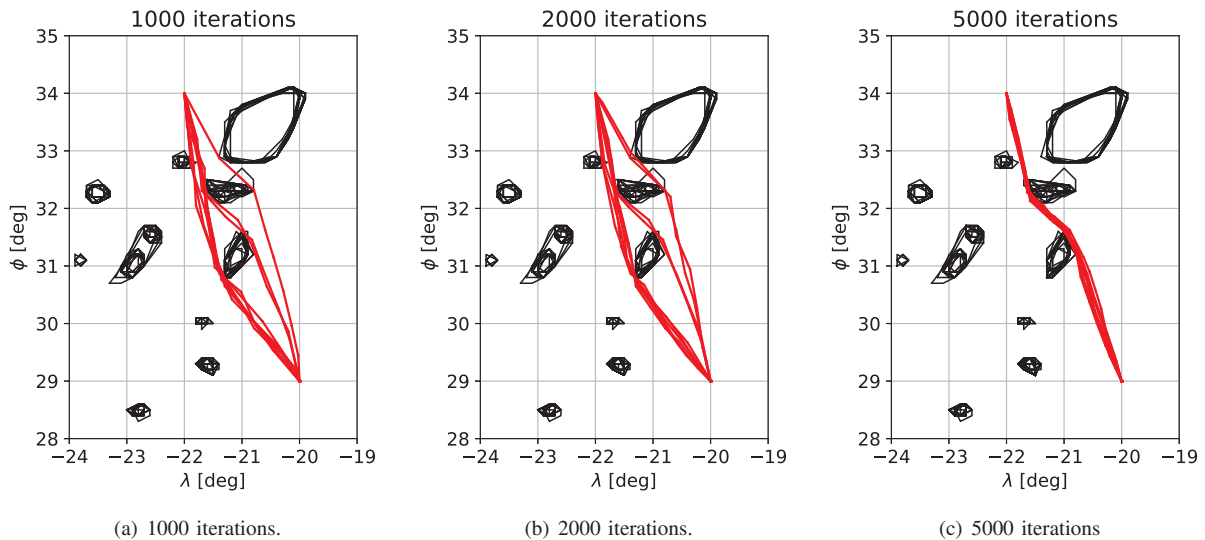 1000 iterations
2000 iterations
5000 iterations
35
34
33
32
31
30
29
28
ϕ [deg]
−24 −23 −22 −21 −20 −19
λ [deg]
35
34
33
32
31
30
29
28
ϕ [deg]
−24 −23 −22 −21 −20 −19
λ [deg]
35
34
33
32
31
30
29
28
ϕ [deg]
−24 −23 −22 −21 −20 −19
λ [deg]
(a) 1000 iterations.
(b) 2000 iterations.
(c) 5000 iterations